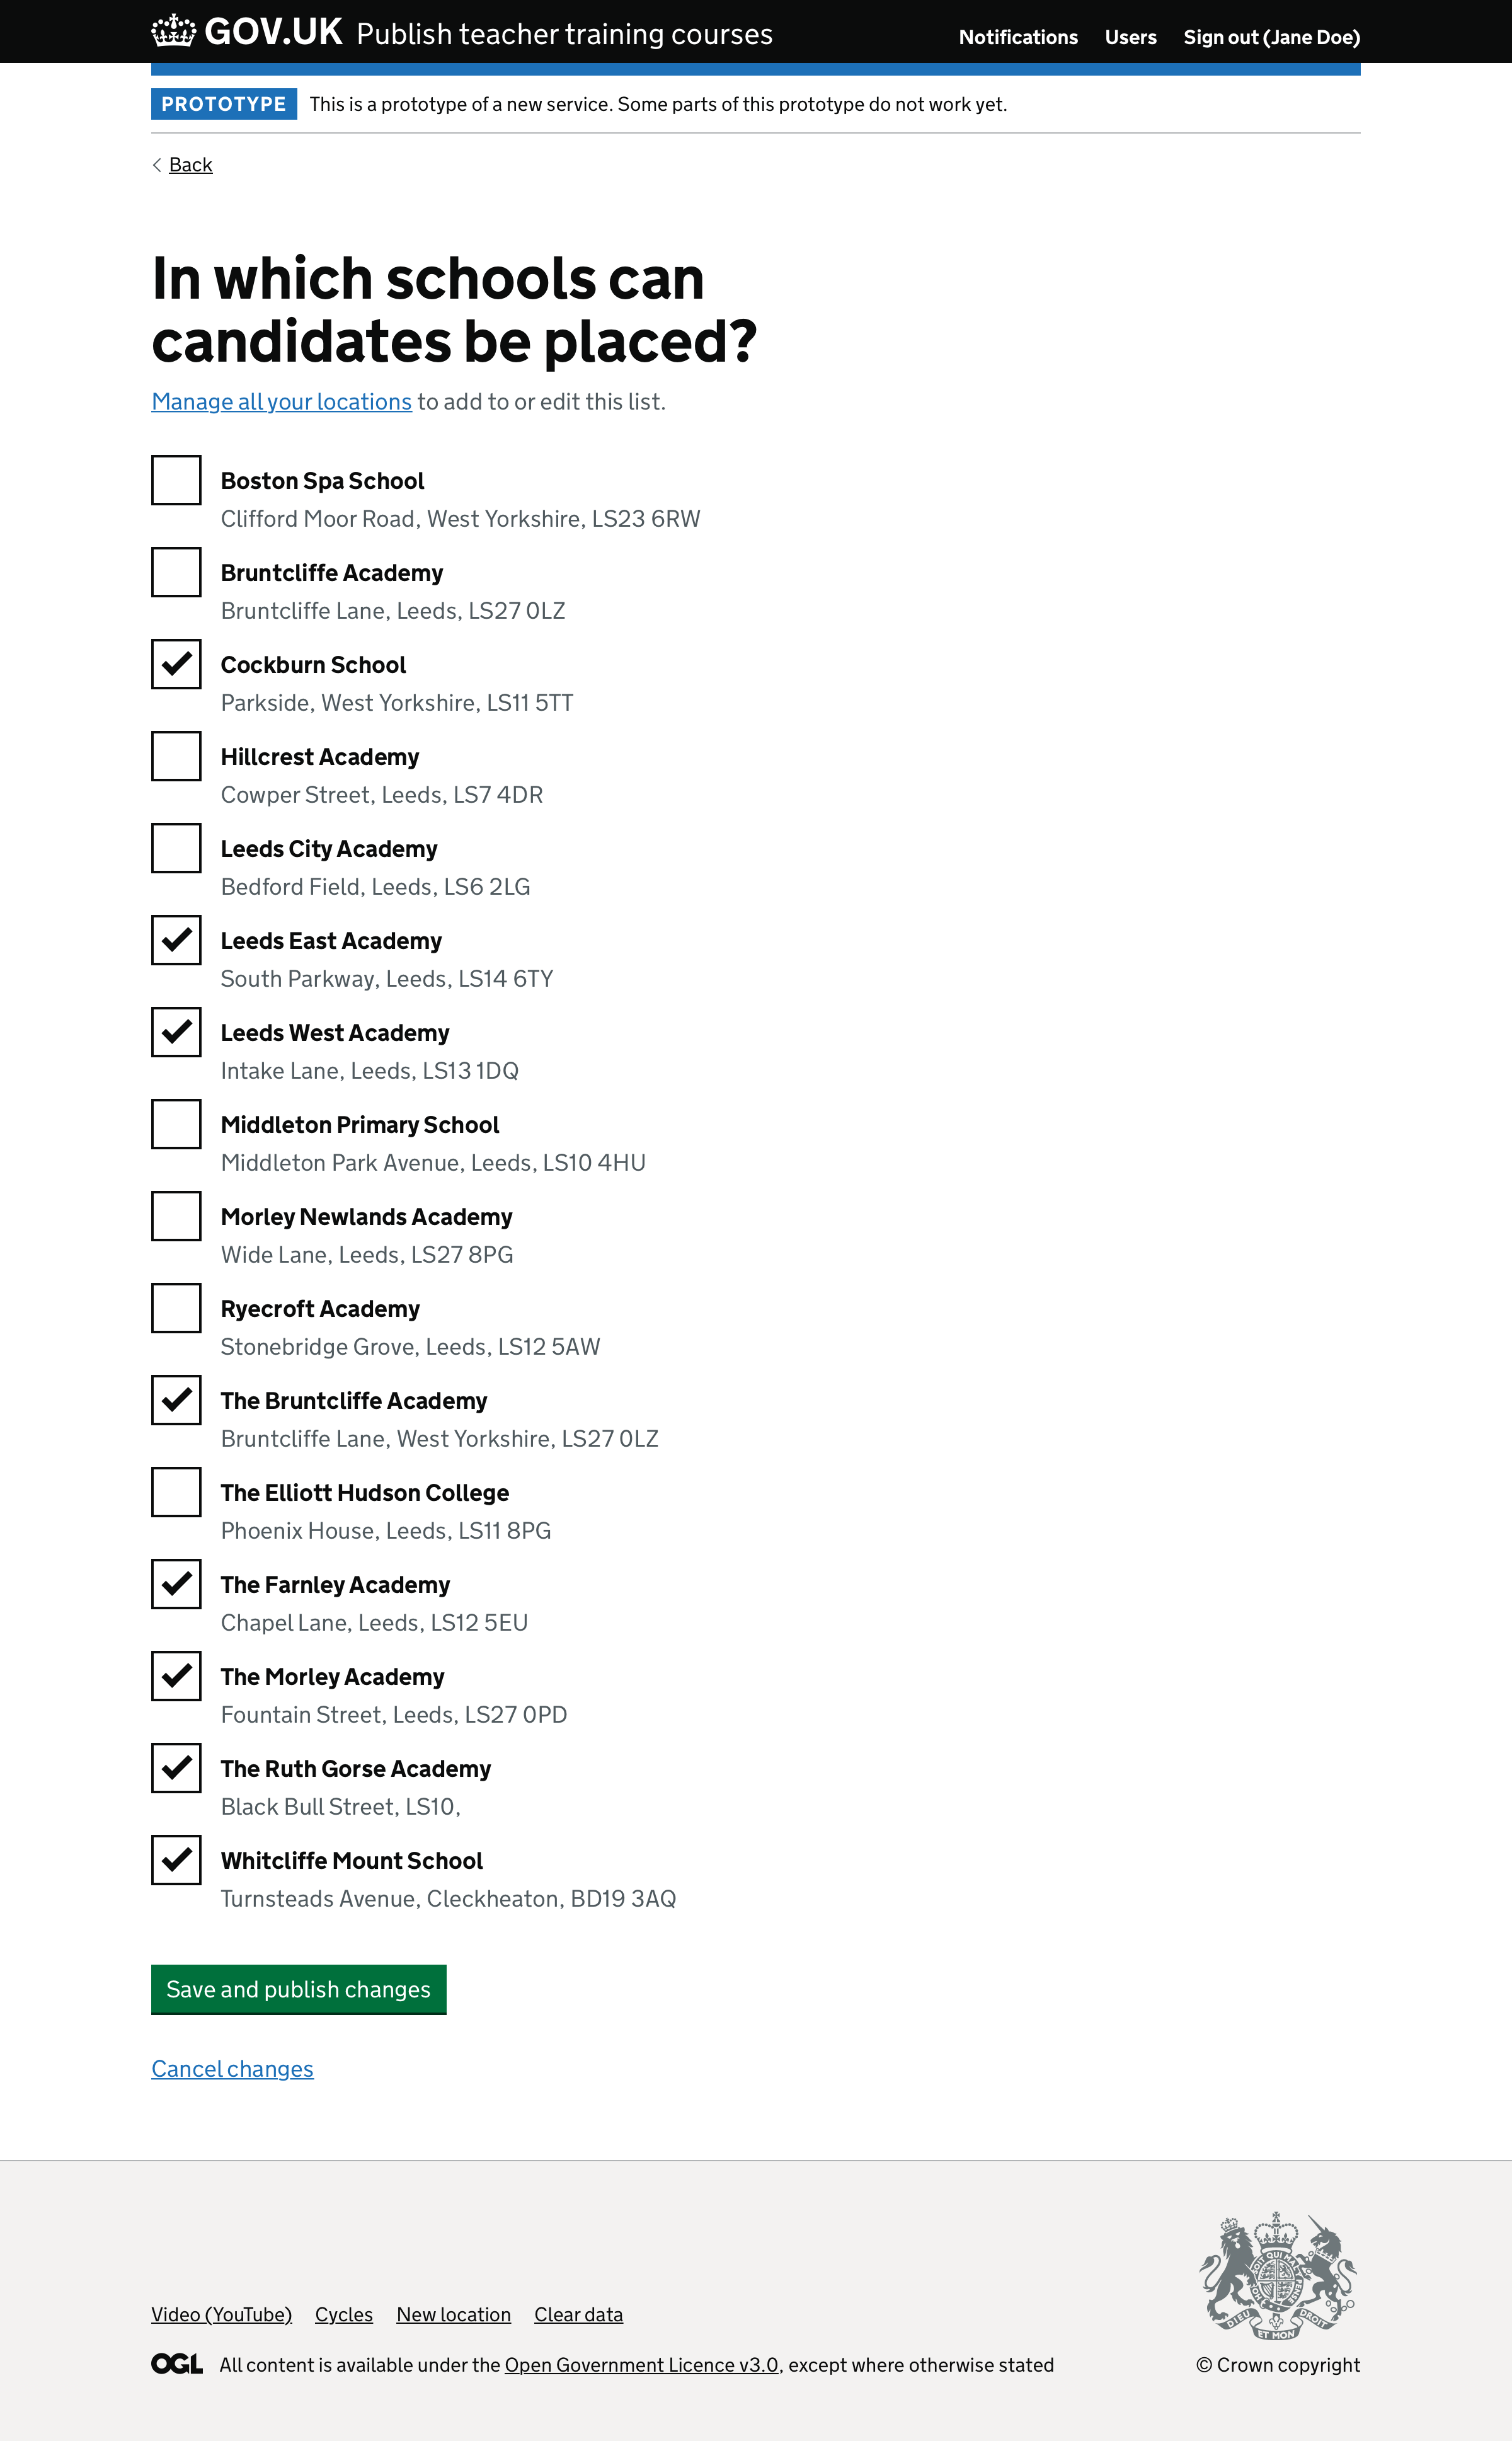 GOV.UK Publish teacher training courses Notifications Users Sign out (Jane Doe)
PROTOTYPE This is a prototype of a new service. Some parts of this prototype do not work yet.
Back
In which schools can
candidates be placed?
Manage all your locations to add to or edit this list.
Boston Spa School
Clifford Moor Road, West Yorkshire, LS23 6RW
Bruntcliffe Academy
Bruntcliffe Lane, Leeds, LS27 0LZ
Cockburn School
Parkside, West Yorkshire, LS11 5TT
Hillcrest Academy
Cowper Street, Leeds, LS7 4DR
Leeds City Academy
Bedford Field, Leeds, LS6 2LG
Leeds East Academy
South Parkway, Leeds, LS14 6TY
Leeds West Academy
Intake Lane, Leeds, LS13 1DQ
Middleton Primary School
Middleton Park Avenue, Leeds, LS10 4HU
Morley Newlands Academy
Wide Lane, Leeds, LS27 8PG
Ryecroft Academy
Stonebridge Grove, Leeds, LS12 5AW
The Bruntcliffe Academy
Bruntcliffe Lane, West Yorkshire, LS27 0LZ
The Elliott Hudson College
Phoenix House, Leeds, LS11 8PG
The Farnley Academy
Chapel Lane, Leeds, LS12 5EU
The Morley Academy
Fountain Street, Leeds, LS27 0PD
The Ruth Gorse Academy
Black Bull Street, LS10,
Whitcliffe Mount School
Turnsteads Avenue, Cleckheaton, BD19 3AQ
Save and publish changes
Cancel changes
DIEU ET MON DROIT
Video (YouTube) Cycles New location Clear data
OGL All content is available under the Open Government Licence v3.0, except where otherwise stated © Crown copyright